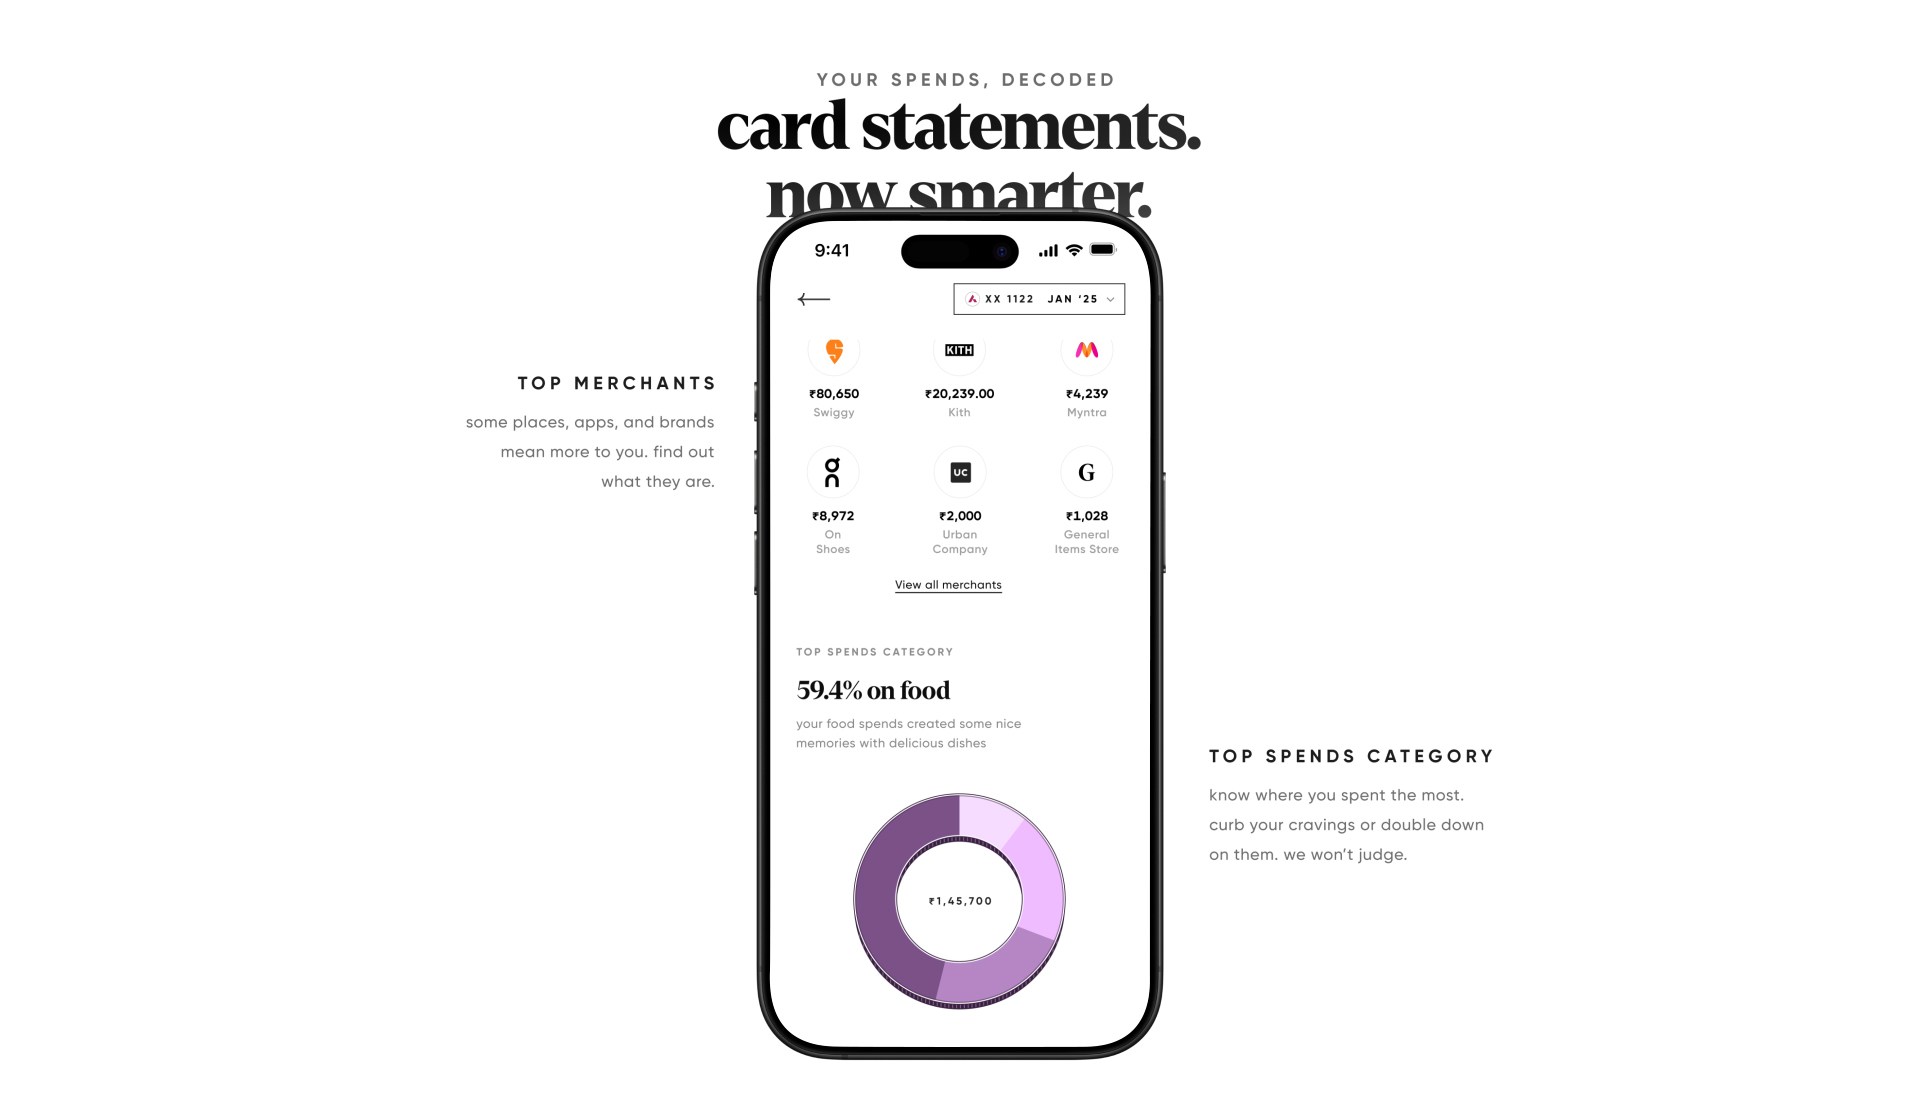 YOUR SPENDS, DECODED
card statements.
now smarter.
9:41
XX 1122 JAN '25
KITH
₹80,650
₹20,239.00
₹4,239
Swiggy
Kith
Myntra
TOP MERCHANTS
some places, apps, and brands
mean more to you. find out
what they are.
UC
G
₹8,972
₹2,000
₹1,028
On
Shoes
Urban
Company
General
Items Store
View all merchants
TOP SPENDS CATEGORY
59.4% on food
your food spends created some nice
memories with delicious dishes
₹1,45,700
TOP SPENDS CATEGORY
know where you spent the most.
curb your cravings or double down
on them. we won’t judge.